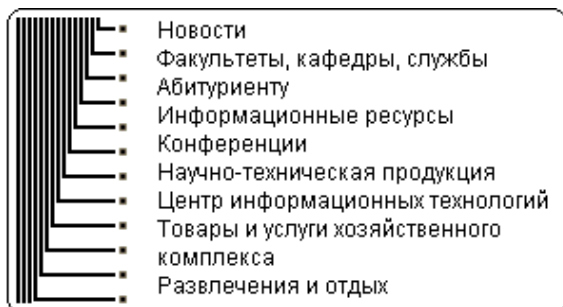 Новости
Факультеты, кафедры, службы
Абитуриенту
Информационные ресурсы
Конференции
Научно-техническая продукция
Центр информационных технологий
Товары и услуги хозяйственного
комплекса
Развлечения и отдых